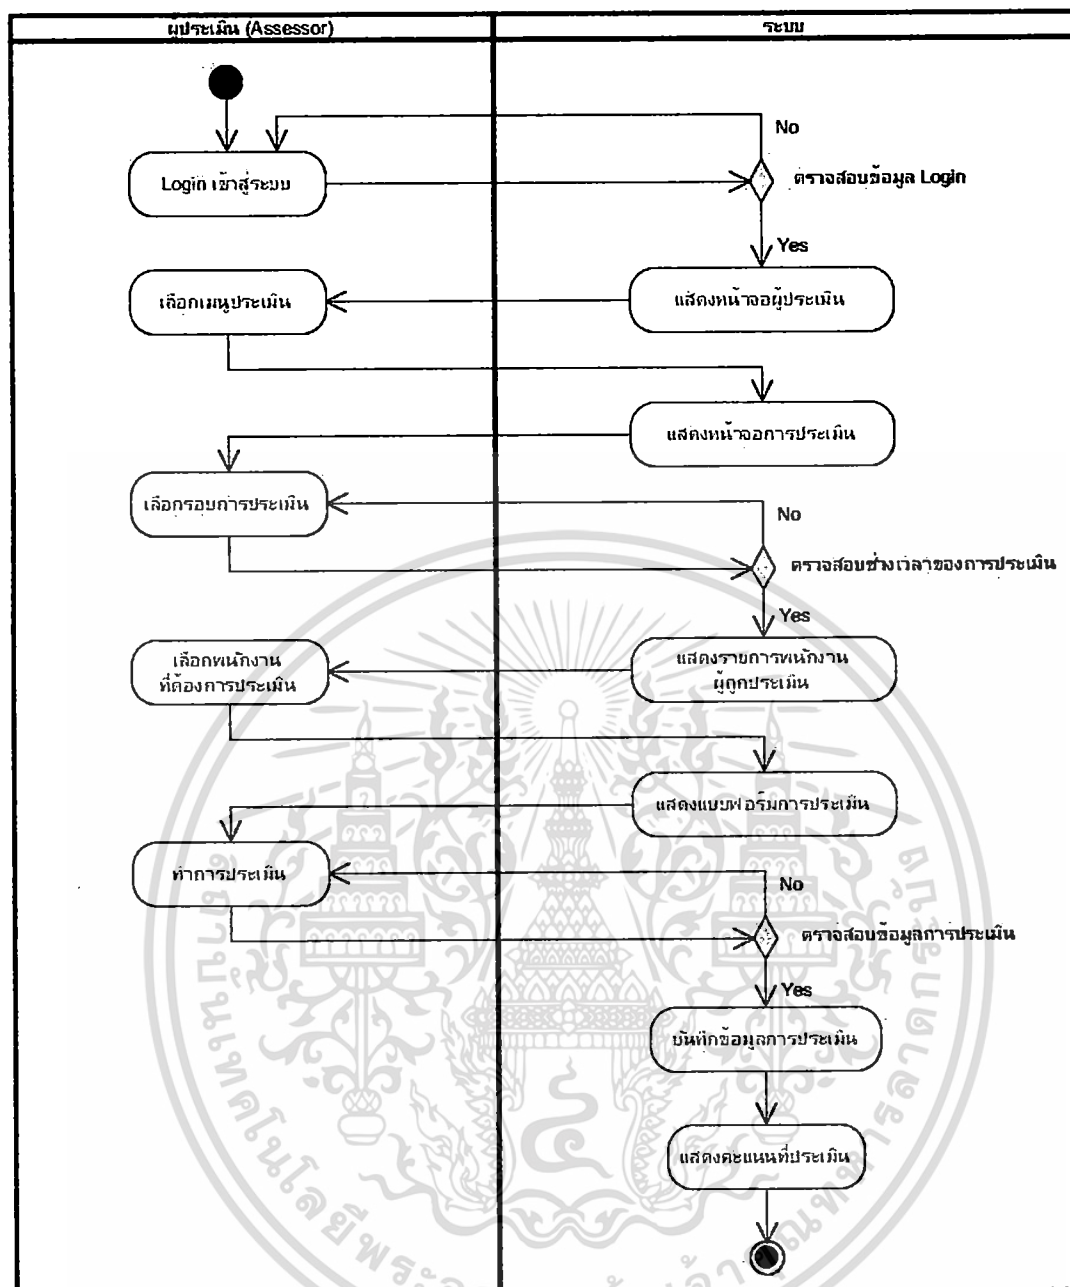 ผู้ประเมิน (Assessor)
ระบบ
No
Login เข้าสู่ระบบ
ตรวจสอบข้อมูล Login
Yes
เลือกเมนูประเมิน
แสดงหน้าจอผู้ประเมิน
แสดงหน้าจอการประเมิน
เลือกรอบการประเมิน
No
ตรวจสอบช่วงเวลาของการประเมิน
Yes
เลือกพนักงาน
ที่ต้องการประเมิน
แสดงรายการพนักงาน
ผู้ถูกประเมิน
แสดงแบบฟอร์มการประเมิน
ทำการประเมิน
No
ตรวจสอบข้อมูลการประเมิน
Yes
บันทึกข้อมูลการประเมิน
แสดงคะแนนที่ประเมิน